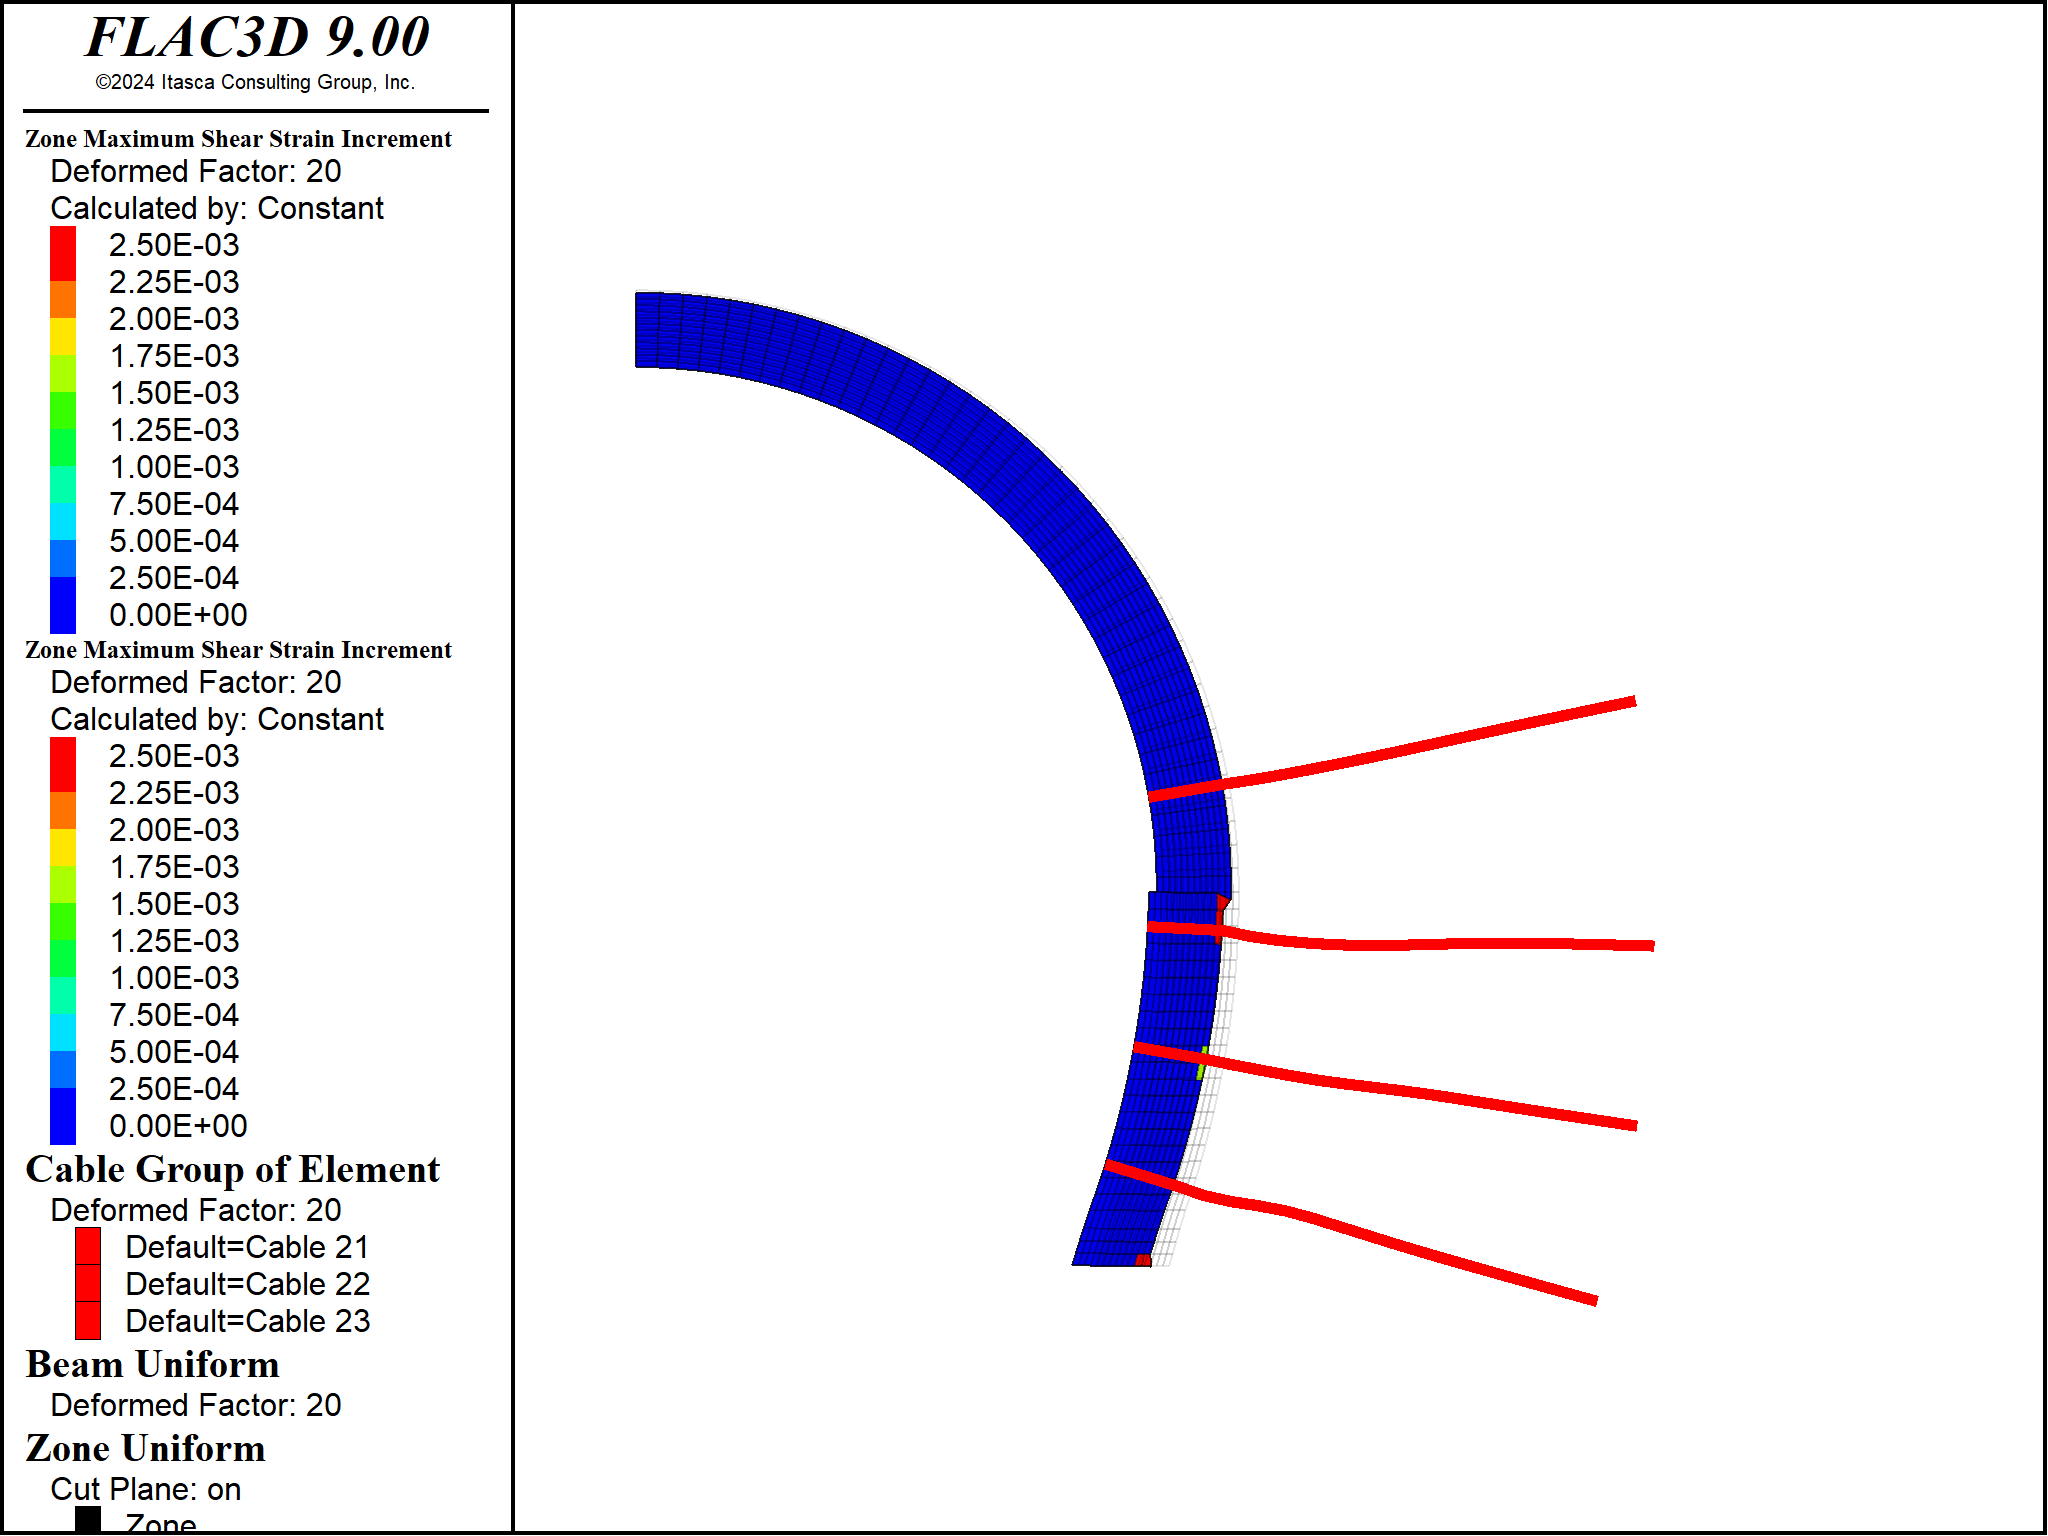 FLAC3D 9.00
©2024 Itasca Consulting Group, Inc.
Zone Maximum Shear Strain Increment
Deformed Factor: 20
Calculated by: Constant
2.50E-03
2.25E-03
2.00E-03
1.75E-03
1.50E-03
1.25E-03
1.00E-03
7.50E-04
5.00E-04
2.50E-04
0.00E+00
Zone Maximum Shear Strain Increment
Deformed Factor: 20
Calculated by: Constant
2.50E-03
2.25E-03
2.00E-03
1.75E-03
1.50E-03
1.25E-03
1.00E-03
7.50E-04
5.00E-04
2.50E-04
0.00E+00
Cable Group of Element
Deformed Factor: 20
Default=Cable 21
Default=Cable 22
Default=Cable 23
Beam Uniform
Deformed Factor: 20
Zone Uniform
Cut Plane: on
Zone